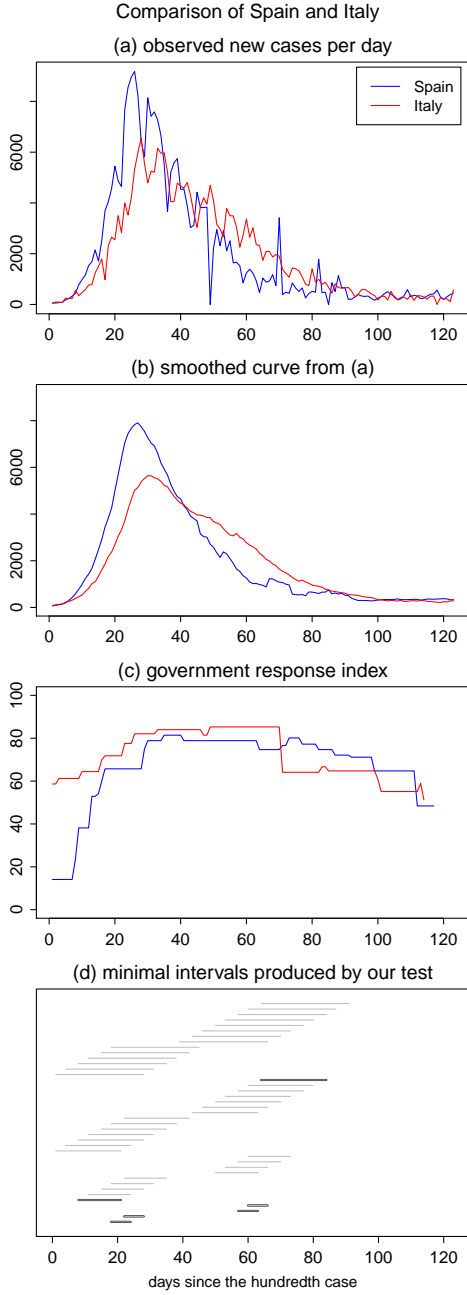 Comparison of Spain and Italy
(a) observed new cases per day
Spain
Italy
0
2000
6000
0 20 40 60 80 100 120
(b) smoothed curve from (a)
0
2000
6000
0 20 40 60 80 100 120
(c) government response index
0 20 40 60 80 100
0 20 40 60 80 100 120
(d) minimal intervals produced by our test
0 20 40 60 80 100 120
days since the hundredth case